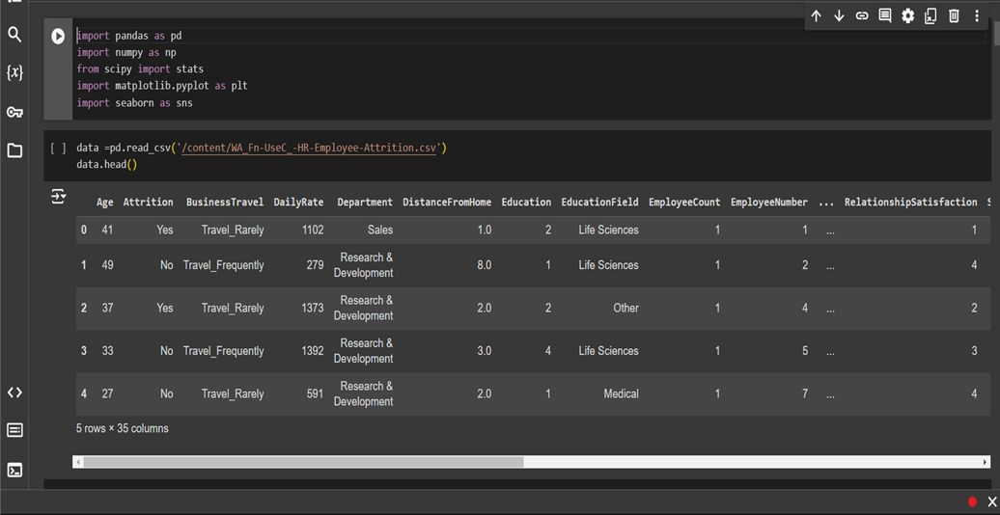 import pandas as pd
import numpy as np
from scipy import stats
import matplotlib.pyplot as plt
import seaborn as sns
[ ] data =pd.read_csv('/content/WA_Fn-UseC_-HR-Employee-Attrition.csv')
data.head()
Age Attrition BusinessTravel DailyRate Department DistanceFromHome Education EducationField EmployeeCount EmployeeNumber ... RelationshipSatisfaction S
0 41 Yes Travel_Rarely 1102 Sales 1.0 2 Life Sciences 1 1 ... 1
1 49 No Travel_Frequently 279 Research & Development 8.0 1 Life Sciences 1 2 ... 4
2 37 Yes Travel_Rarely 1373 Research & Development 2.0 2 Other 1 4 ... 2
3 33 No Travel_Frequently 1392 Research & Development 3.0 4 Life Sciences 1 5 ... 3
4 27 No Travel_Rarely 591 Research & Development 2.0 1 Medical 1 7 ... 4
5 rows × 35 columns